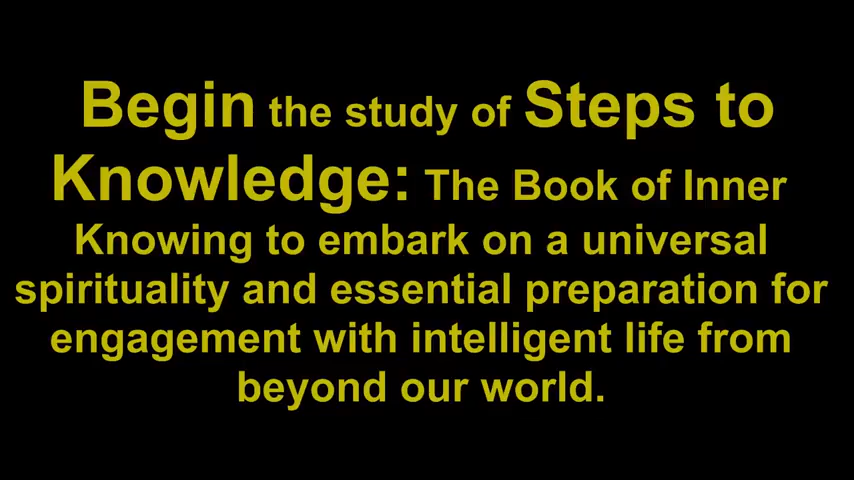 Begin the study of Steps to
Knowledge: The Book of Inner
Knowing to embark on a universal
spirituality and essential preparation for
engagement with intelligent life from
beyond our world.